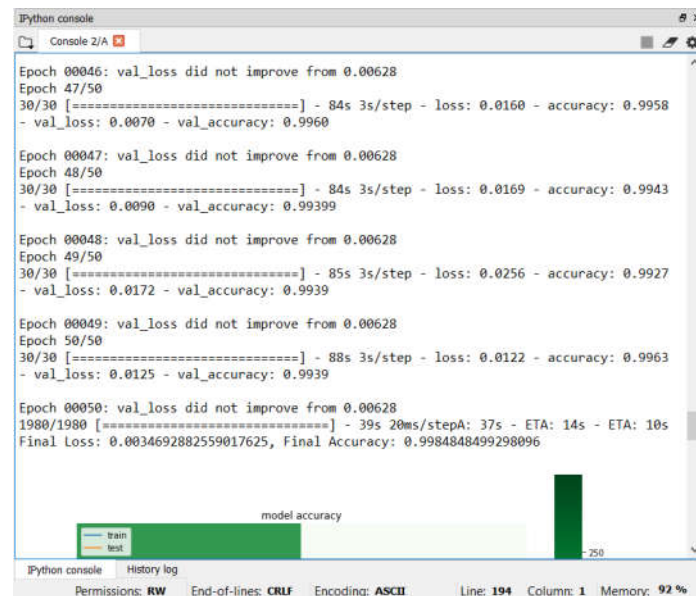 IPython console
Console 2/A
Epoch 00046: val_loss did not improve from 0.00628
Epoch 47/50
30/30 [==============================] - 84s 3s/step - loss: 0.0160 - accuracy: 0.9958
- val_loss: 0.0070 - val_accuracy: 0.9960
Epoch 00047: val_loss did not improve from 0.00628
Epoch 48/50
30/30 [==============================] - 84s 3s/step - loss: 0.0169 - accuracy: 0.9943
- val_loss: 0.0090 - val_accuracy: 0.99399
Epoch 00048: val_loss did not improve from 0.00628
Epoch 49/50
30/30 [==============================] - 85s 3s/step - loss: 0.0256 - accuracy: 0.9927
- val_loss: 0.0172 - val_accuracy: 0.9939
Epoch 00049: val_loss did not improve from 0.00628
Epoch 50/50
30/30 [==============================] - 88s 3s/step - loss: 0.0122 - accuracy: 0.9963
- val_loss: 0.0125 - val_accuracy: 0.9939
Epoch 00050: val_loss did not improve from 0.00628
1980/1980 [==============================] - 39s 20ms/stepA: 37s - ETA: 14s - ETA: 10s
Final Loss: 0.0034692882559017625, Final Accuracy: 0.9984848499298096
model accuracy
train
test
250
IPython console History log
Permissions: RW End-of-lines: CRLF Encoding: ASCII Line: 194 Column: 1 Memory: 92 %